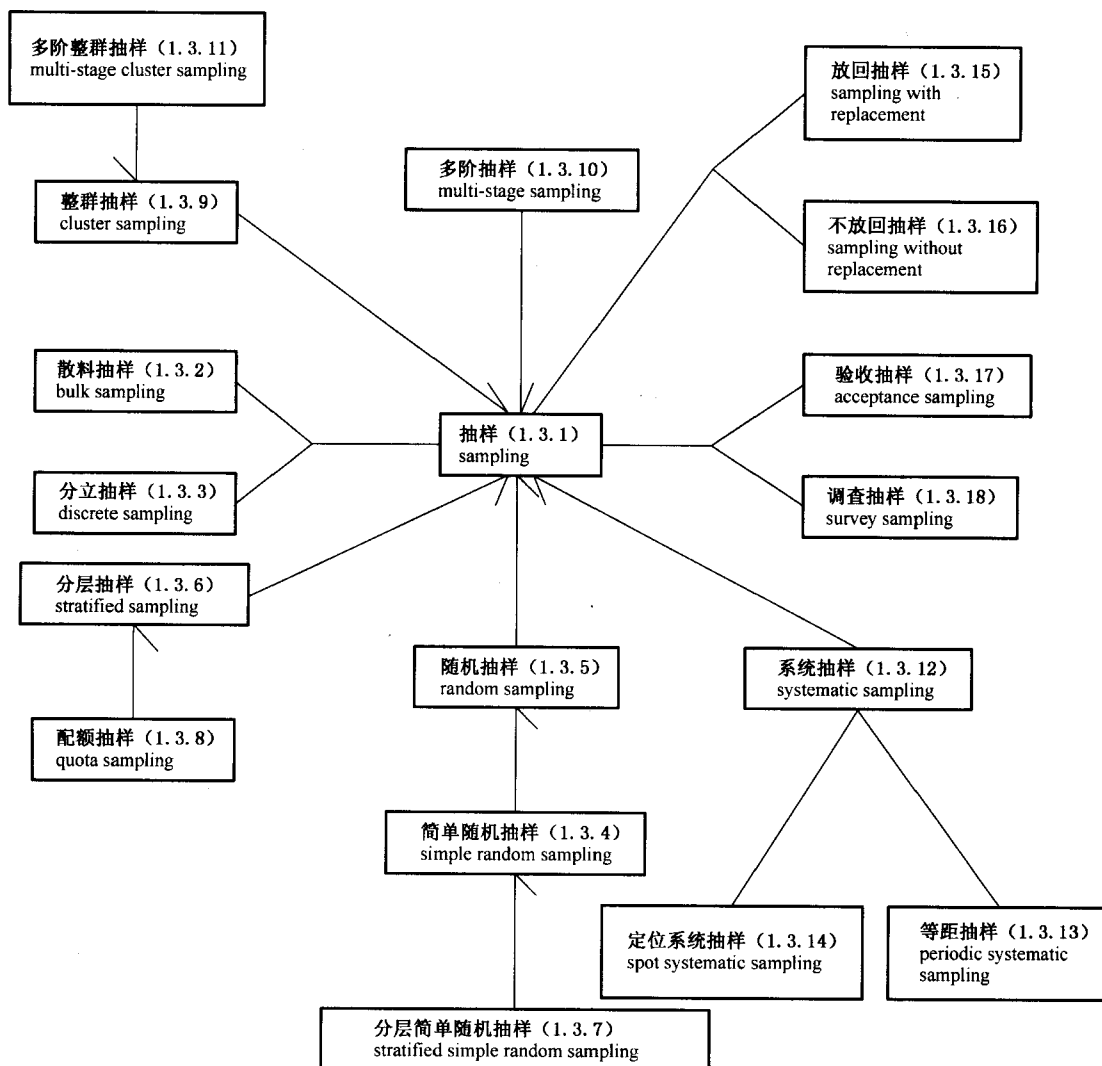 多阶整群抽样（1.3.11）
multi-stage cluster sampling
放回抽样（1.3.15）
sampling with
replacement
多阶抽样（1.3.10）
multi-stage sampling
整群抽样（1.3.9）
cluster sampling
不放回抽样（1.3.16）
sampling without
replacement
散料抽样（1.3.2）
bulk sampling
验收抽样（1.3.17）
acceptance sampling
抽样（1.3.1）
sampling
分立抽样（1.3.3）
discrete sampling
调查抽样（1.3.18）
survey sampling
分层抽样（1.3.6）
stratified sampling
随机抽样（1.3.5）
random sampling
系统抽样（1.3.12）
systematic sampling
配额抽样（1.3.8）
quota sampling
简单随机抽样（1.3.4）
simple random sampling
定位系统抽样（1.3.14）
spot systematic sampling
等距抽样（1.3.13）
periodic systematic
sampling
分层简单随机抽样（1.3.7）
stratified simple random sampling